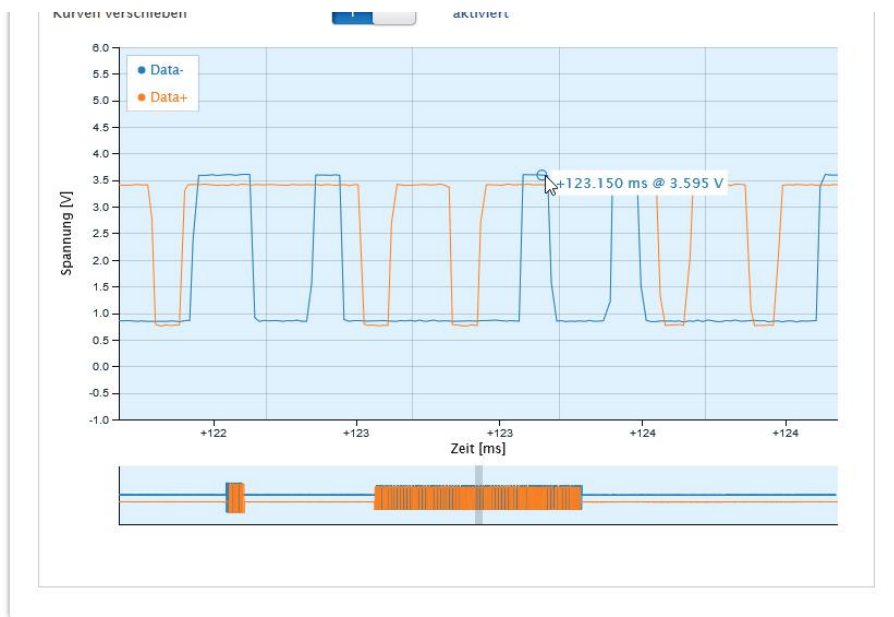 Kurven verschieben
I
aktiviert
6.0
Data-
5.5
Data+
5.0
4.5
4.0
3.5
+123.150 ms @ 3.595 V
3.0
2.5
2.0
1.5
1.0
0.5
0.0
-0.5
-1.0
Spannung [V]
+122
+123
+123
+124
+124
Zeit [ms]